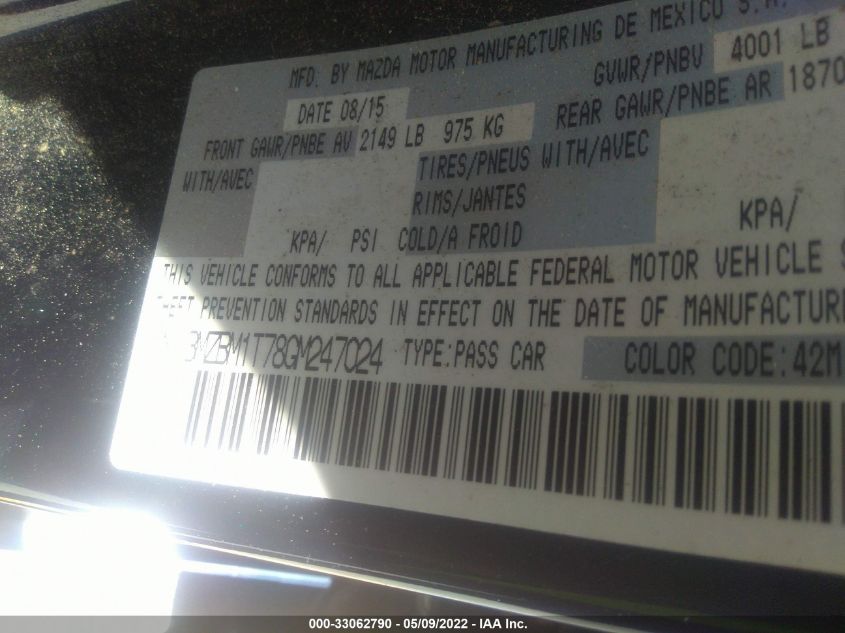 MFD. BY MAZDA MOTOR MANUFACTURING DE MEXICO S.A.
DATE 08/15 GVWR/PNBV 4001 LB
FRONT GAWR/PNBE AV 2149 LB 975 KG REAR GAWR/PNBE AR 1870
WITH/AVEC TIRES/PNEUS WITH/AVEC
RIMS/JANTES
KPA/ PSI COLD/A FROID KPA/
THIS VEHICLE CONFORMS TO ALL APPLICABLE FEDERAL MOTOR VEHICLE S
THEFT PREVENTION STANDARDS IN EFFECT ON THE DATE OF MANUFACTURE
3MZBM1T78GM247024 TYPE:PASS CAR COLOR CODE:42M
000-33062790 - 05/09/2022 - IAA Inc.